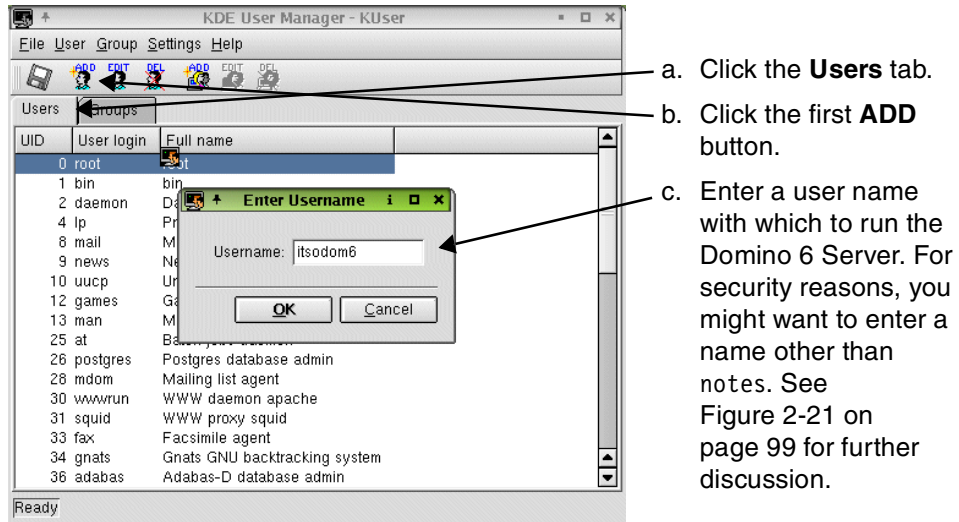 KDE User Manager - KUser
File User Group Settings Help
ADD EDIT DEL ADD EDIT DEL
Users Groups
UID User login Full name
0 root root
1 bin bin
2 daemon
4 lp
8 mail
9 news
10 uucp
12 games
13 man
25 at
26 postgres Postgres database admin
28 mdom Mailing list agent
30 wwwrun WWW daemon apache
31 squid WWW proxy squid
33 fax Facsimile agent
34 gnats Gnats GNU backtracking system
36 adabas Adabas-D database admin
Ready
Enter Username
Username: itsodom6
OK Cancel
a. Click the Users tab.
b. Click the first ADD
button.
c. Enter a user name
with which to run the
Domino 6 Server. For
security reasons, you
might want to enter a
name other than
notes. See
Figure 2-21 on
page 99 for further
discussion.